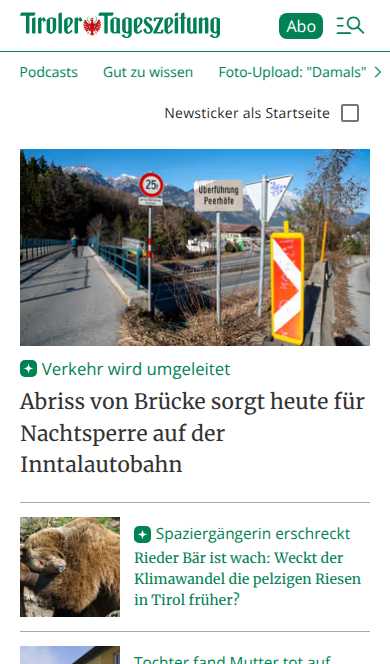 Tiroler Tageszeitung
Abo
Podcasts Gut zu wissen Foto-Upload: "Damals"
Newsticker als Startseite
25t
Überführung
Peerhöfe
Verkehr wird umgeleitet
Abriss von Brücke sorgt heute für
Nachtsperre auf der
Inntalautobahn
Spaziergängerin erschreckt
Rieder Bär ist wach: Weckt der
Klimawandel die pelzigen Riesen
in Tirol früher?
Tochter fand Mutter tot auf